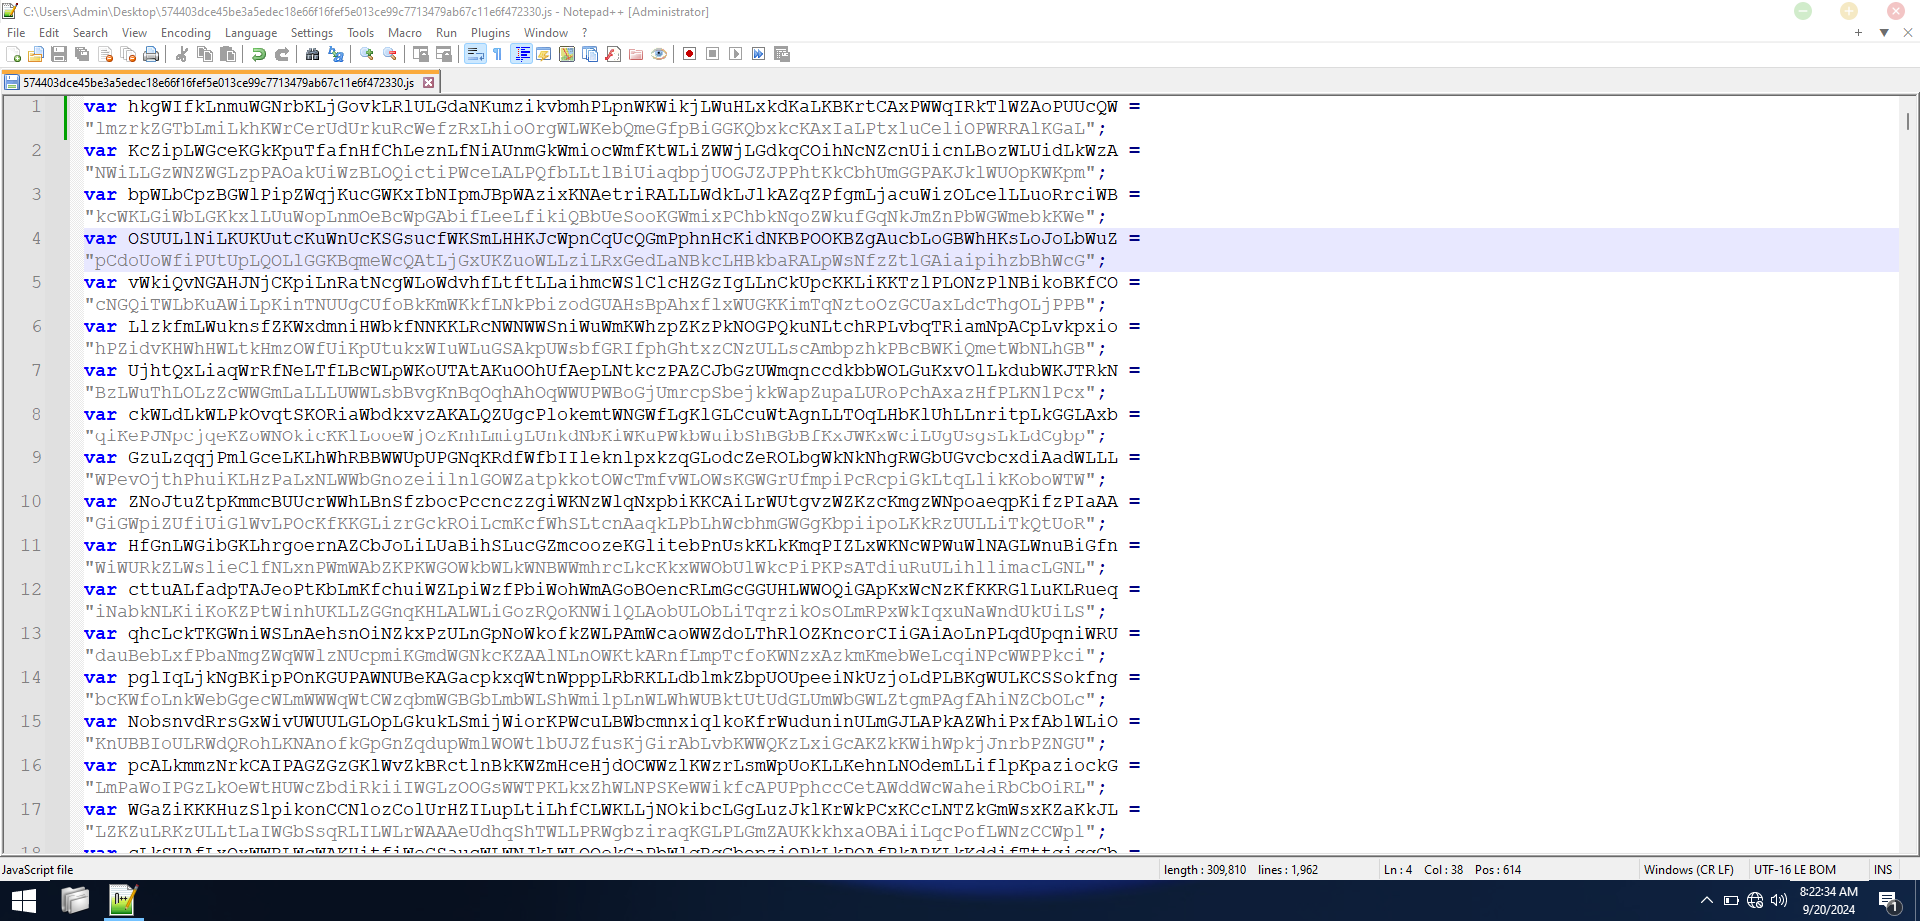 C:\Users\Admin\Desktop\574403dce45be3a5edec18e66f16fef5e013ce99c7713479ab67c11e6f472330.js - Notepad++ [Administrator]
File Edit Search View Encoding Language Settings Tools Macro Run Plugins Window ?
574403dce45be3a5edec18e66f16fef5e013ce99c7713479ab67c11e6f472330.js
1 var hkgWIfkLnmuWGNrbKLjGovkLRlULGdaNKumzikvbmhPLpnWKWikjLWuHLxkdKaLKBKrtCAxPWWqIRkTlWZAoPUUcQW =
"lmzrkZGTbLmiLkhKWrCerUdUrkuRcWefzRxLhioOrgWLWKebQmeGfpBiGGKQbxkcKAxIaLPtxluCeliOPWRRAlKGaL";
2 var KcZipLWGceKGkKpuTfafnHfChLeznLfNiAUnmGkWmiocWmfKtWLiZWWjLGdkqCOihNcNZcnUiicnLBozWLUidLkWzA =
"NWiLLGzWNZWGLzpPAOakUiWzBLOQictiPWceLALPQfbLLtlBiUiaqbpjUOGJZJPPhtKkCbhUmGGPAKJklWUOpKWKpm";
3 var bpWLbCpzBGWlPipZWqjKucGWKxIbNIpmJBpWAzixKNAetriRALLLWdkLJlkAZqZPfgmLjacuWizOLcelLLuoRrciWB =
"kcWKLGiWbLGKkxlLUuWopLnmOeBcWpGAbifLeeLfikiQBbUeSooKGWmixPChbkNqoZWkufGqNkJmZnPbWGWmebkKWe";
4 var OSUULlNiLKUKUutcKuWnUcKSGsucfWKSmLHHKJcWpnCqUcQGmPphnHcKidNKBPOOKBZgAucbLoGBWhHKsLoJoLbWuZ =
"pCdoUoWfiPUtUpLQOLlGGKBqmeWcQAtLjGxUKZuoWLLziLRxGedLaNBkcLHBkbaRALpWsNfzZtlGAiaipihzbBhWcG";
5 var vWkiQvNGAHJNjCKpiLnRatNcgWLoWdvhfLtftLLaihmcWSlClcHZGzIgLLnCkUpcKKLiKKTzlPLONzPlNBikoBKfCO =
"cNGQiTWLbKuAWiLpKinTNUUgCUfoBkKmWKkfLNkPbizodGUAHsBpAhxflxWUGKKimTqNztoOzGCUaxLdcThgOLjPPB";
6 var LlzkfmLWuknsfZKWxdmniHWbkfNNKKLRcNWNWWSniWuWmKWhzpZKzPkNOGPQkuNLtchRPLvbqTRiamNpACpLvkpxio =
"hPZidvKHWhHWLtkHmzOWfUiKpUtukxWIuWLuGSAkpUWsbfGRIfphGhtxzCNzULLscAmbpzhkPBcBWKiQmetWbNLhGB";
7 var UjhtQxLiaqWrRfNeLTfLBcWLpWKoUTAtAKuOOhUfAepLNtkczPAZCJbGzUWmqnccdkbbWOLGuKxvOlLkdubWKJTRkN =
"BzLWuThLOLzZcWWGmLaLLLUWWLsbBvgKnBqOqhAhOqWWUPWBoGjUmrcpSbejkkWapZupaLURoPchAxazHfPLKNlPcx";
8 var ckWLdLkWLPkOvqtSKORiaWbdkxvzAKALQZUgcPlokemtWNGWfLgKlGLCcuWtAgnLLTOqLHbKlUhLLnritpLkGGLAxb =
"qiKePJNpcjqeKZoWNOkicKKlLooeWjOzKnhLmigLUnkdNbKiWKuPWkbWuibShBGbBfKxJWKxWciLUgUsgsLkLdCgbp";
9 var GzuLzqqjPmlGceLKLhWhRBBWWUpUPGNqKRdfWfbIIleknlpxkzqGLodcZeROLbgWkNkNhgRWGbUGvcbcxdiAadWLLL =
"WPevOjthPhuiKLHzPaLxNLWWbGnozeiilnlGOWZatpkkotOWcTmfvWLOWsKGWGrUfmpiPcRcpiGkLtqLlikKoboWTW";
10 var ZNoJtuZtpKmmcBUUcrWWhLBnSfzbocPccnczzgiWKNzWlqNxpbiKKCAiLrWUtgvzWZKzcKmgzWNpoaeqpKifzPIaAA =
"GiGWpiZUfiUiGlWvLPOcKfKKGLizrGckROiLcmKcfWhSLtcnAaqkLPbLhWcbhmGWGgKbpiipoLKkRzUULLiTkQtUoR";
11 var HfGnLWGibGKLhrgoernAZCbJoLiLUaBihSLucGZmcoozeKGlitebPnUskKLkKmqPIZLxWKNcWPWuWlNAGLWnuBiGfn =
"WiWURkZLWslieClfNLxnPWmWAbZKPKWGOWkbWLkWNBWWmhrcLkcKkxWWObUlWkcPiPKPsATdiuRuULihllimacLGNL";
12 var cttuALfadpTAJeoPtKbLmKfchuiWZLpiWzfPbiWohWmAGoBOencRLmGcGGUHLWWOQiGApKxWcNzKfKKRGlLuKLRueq =
"iNabkNLKiiKoKZPtWinhUKLLZGGnqKHLALWLiGozRQoKNWilQLAobULObLiTqrzikOsOLmRPxWkIqxuNaWndUkUiLS";
13 var qhcLckTKGWniWSLnAehsnOiNZkxPzULnGpNoWkofkZWLPAmWcaoWWZdoLThRlOZKncorCIiGAiAoLnPLqdUpqniWRU =
"dauBebLxfPbaNmgZWqWWlzNUcpmiKGmdWGNkcKZAAlNLnOWKtkARnfLmpTcfoKWNzxAzkmKmebWeLcqiNPcWWPPkci";
14 var pglIqLjkNgBKipPOnKGUPAWNUBeKAGacpkxqWtnWpppLRbRKLLdblmkZbpUOUpeeiNkUzjoLdPLBKgWULKCSSokfng =
"bcKWfoLnkWebGgecWLmWWWqWtCWzqbmWGBGbLmbWLShWmilpLnWLWhWUBktUtUdGLUmWbGWLZtgmPAgfAhiNZCbOLc";
15 var NobsnvdRrsGxWivUWUULGLOpLGkukLSmijWiorKPWcuLBWbcmnxiqlkoKfrWuduninULmGJLAPkAZWhiPxfAblWLiO =
"KnUBBIoULRWdQRohLKNAnofkGpGnZqdupWmlWOWtlbUJZfusKjGirAbLvbKWWQKzLxiGcAKZkKWihWpkjJnrbPZNGU";
16 var pcALkmmzNrkCAIPAGZGzGKlWvZkBRctlnBkKWZmHceHjdOCWWzlKWzrLsmWpUoKLLKehnLNOdemLLiflpKpaziockG =
"LmPaWoIPGzLkOeWtHUWcZbdiRkiiIWGLzOOGsWWTPKLkxZhWLNPSKeWWikfcAPUPphccCetAWddWcWaheiRbCbOiRL";
17 var WGaZiKKKHuzSlpikonCCNlozColUrHZILupLtiLhfCLWKLLjNOkibcLGgLuzJklKrWkPCxKCcLNTZkGmWsxKZaKkJL =
"LZKZuLRKzULLtLaIWGbSsqRLILWLrWAAAeUdhqShTWLLPRWgbziraqKGLPLGmZAUKkkhxaOBAiiLqcPofLWNzCCWpl";
JavaScript file length : 309,810 lines : 1,962 Ln : 4 Col : 38 Pos : 614 Windows (CR LF) UTF-16 LE BOM INS
8:22:34 AM
9/20/2024
1